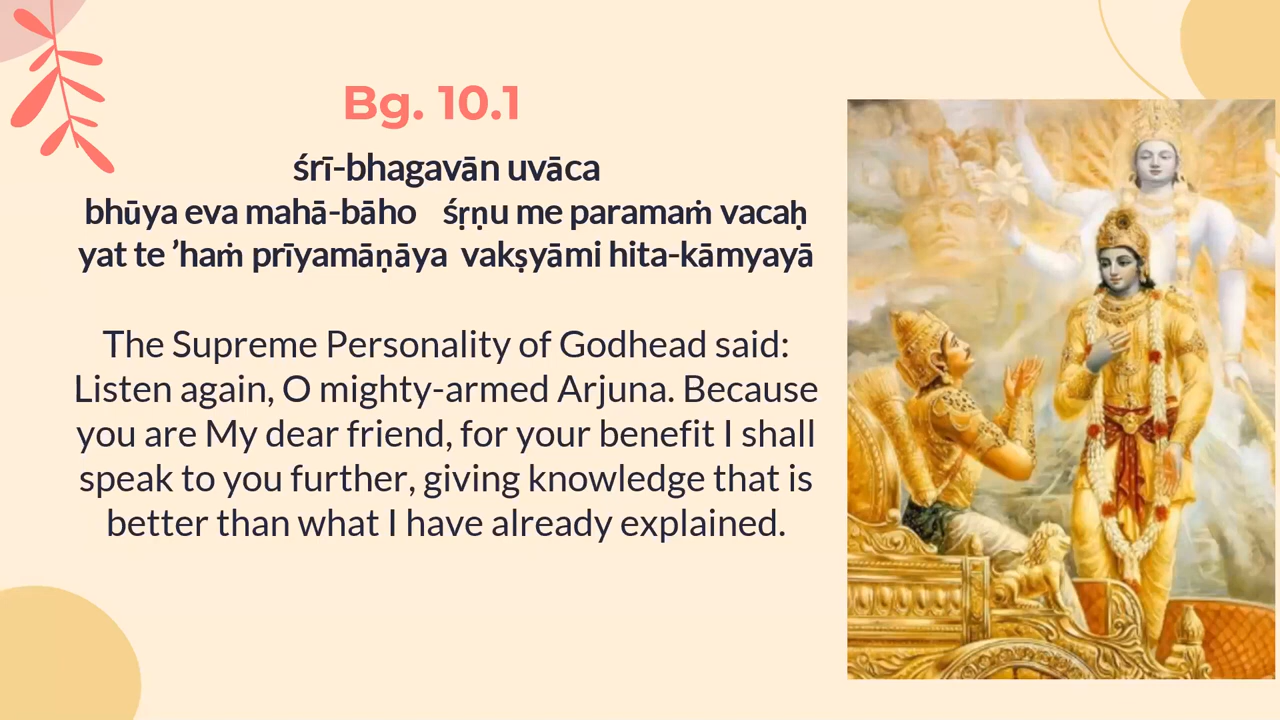 Bg. 10.1
śrī-bhagavān uvāca
bhūya eva mahā-bāho śṛṇu me paramaṁ vacaḥ
yat te ’haṁ prīyamāṇāya vakṣyāmi hita-kāmyayā
The Supreme Personality of Godhead said:
Listen again, O mighty-armed Arjuna. Because
you are My dear friend, for your benefit I shall
speak to you further, giving knowledge that is
better than what I have already explained.